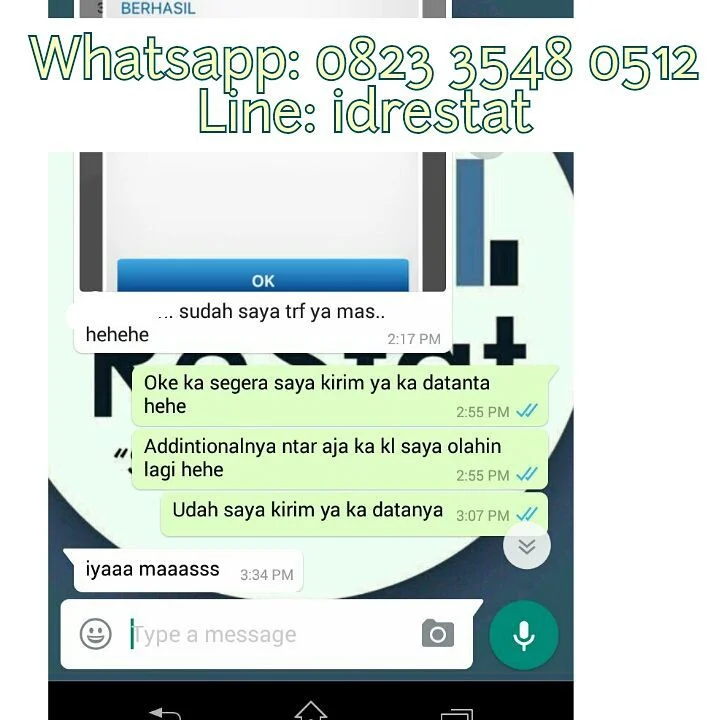 BERHASIL
Whatsapp: 0823 3548 0512
Line: idrestat
OK
... sudah saya trf ya mas..
hehehe
2:17 PM
Oke ka segera saya kirim ya ka datanta
hehe
2:55 PM
Addintionalnya ntar aja ka kl saya olahin
lagi hehe
2:55 PM
Udah saya kirim ya ka datanya 3:07 PM
iyaaa maaasss 3:34 PM
Type a message